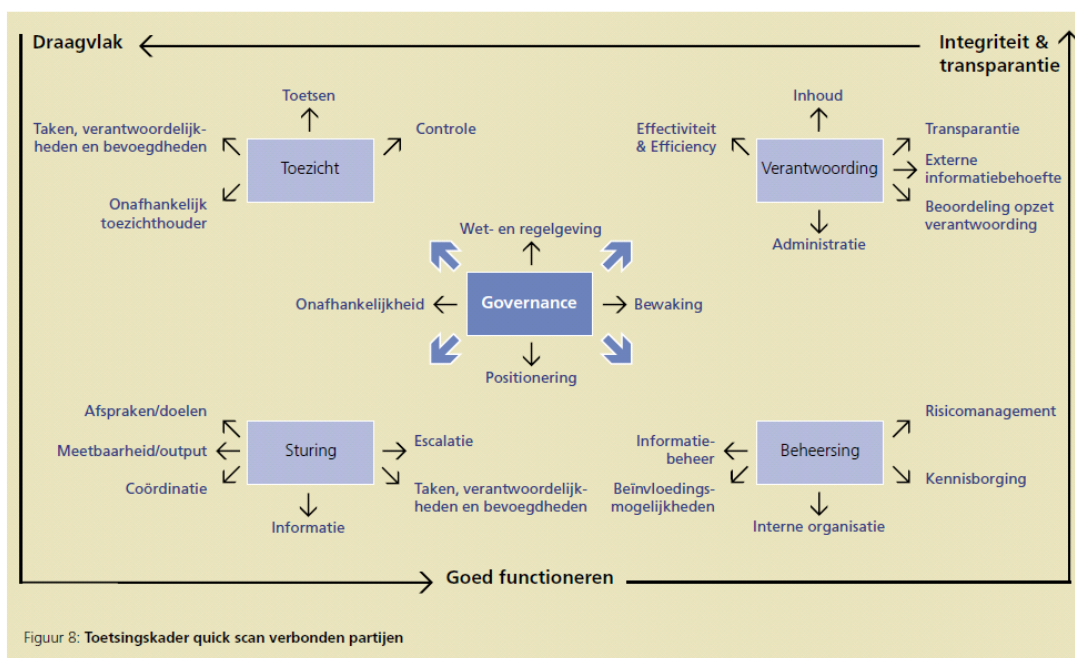 Draagvlak
Integriteit &
transparantie
Toetsen
Taken, verantwoordelijk-
heden en bevoegdheden
Controle
Toezicht
Onafhankelijk
toezichthouder
Inhoud
Effectiviteit
& Efficiency
Transparantie
Verantwoording
Externe
informatiebehoefte
Beoordeling opzet
verantwoording
Administratie
Wet- en regelgeving
Onafhankelijkheid
Governance
Bewaking
Positionering
Afspraken/doelen
Meetbaarheid/output
Sturing
Escalatie
Coördinatie
Taken, verantwoordelijk-
heden en bevoegdheden
Informatie
Risicomanagement
Informatie-
beheer
Beheersing
Beïnvloedings-
mogelijkheden
Kennisborging
Interne organisatie
Goed functioneren
Figuur 8: Toetsingskader quick scan verbonden partijen